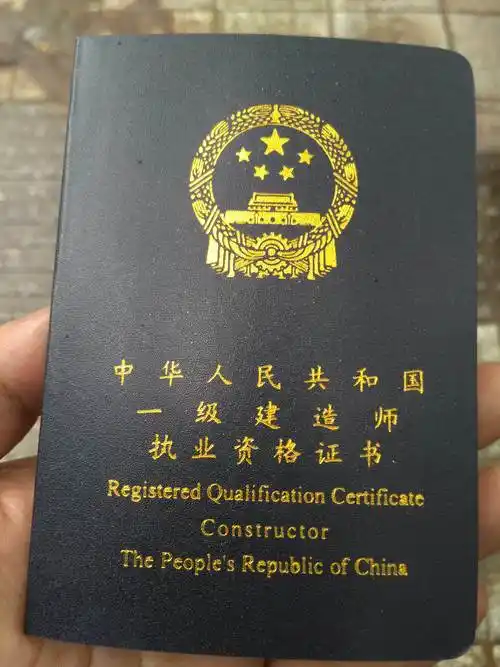 中华人民共和国
一级建造师
执业资格证书
Registered Qualification Certificate
Constructor
The People's Republic of China